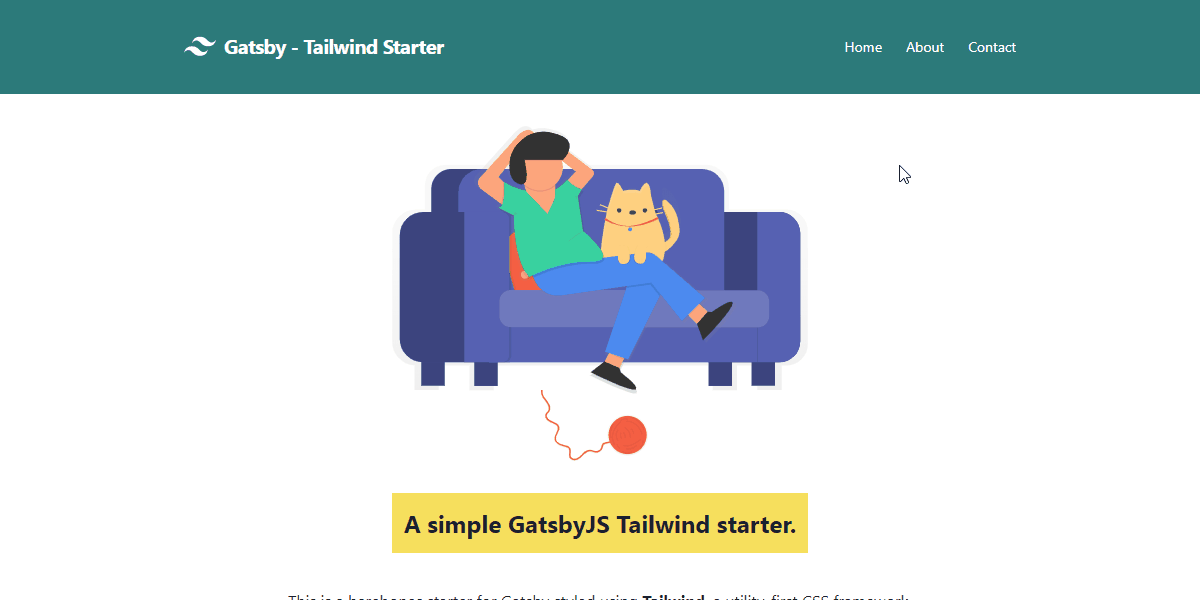 Gatsby - Tailwind Starter
Home About Contact
A simple GatsbyJS Tailwind starter.
This is a barebones starter for Gatsby styled using Tailwind, a utility-first CSS framework.